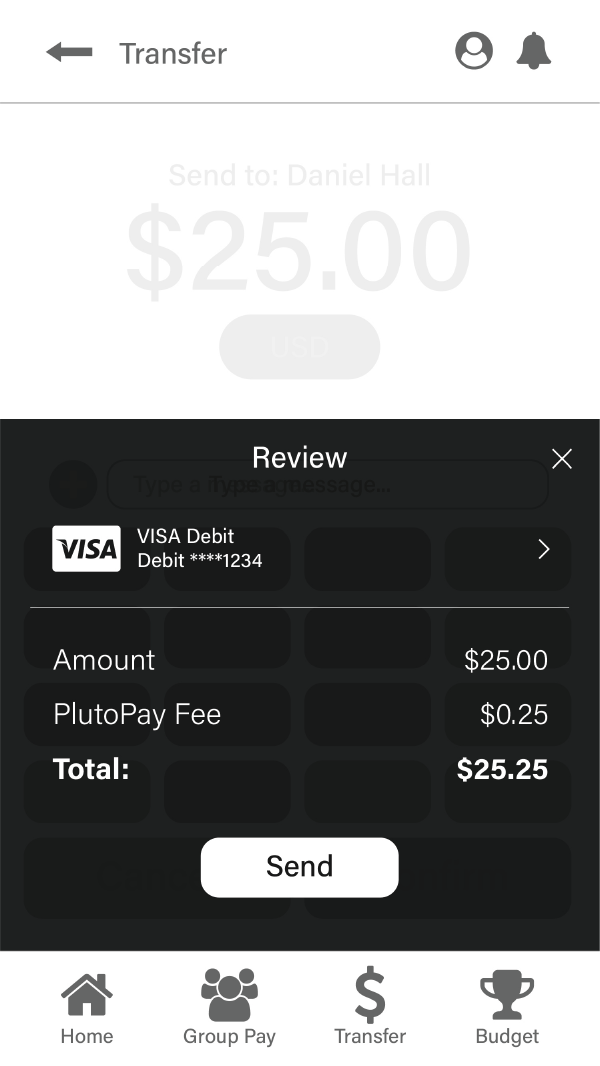 Transfer
Send to: Daniel Hall
$25.00
USD
Review
Type a message...
VISA
VISA Debit
Debit ****1234
Amount $25.00
PlutoPay Fee $0.25
Total: $25.25
Send
Home Group Pay Transfer Budget